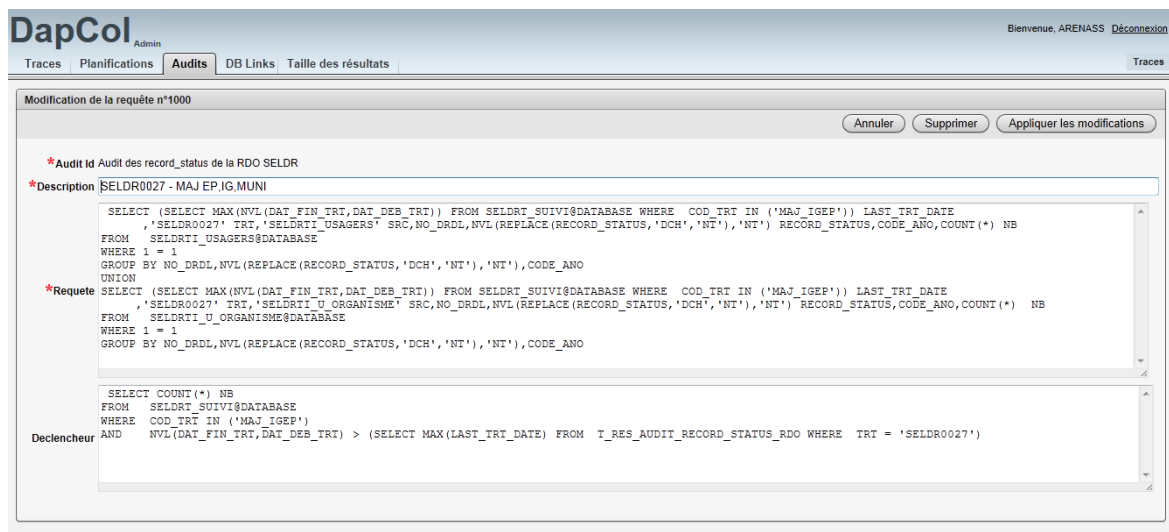 DapCol Admin
Bienvenue, ARENASS Déconnexion
Traces Planifications Audits DB Links Taille des résultats Traces
Modification de la requête n°1000
Annuler Supprimer Appliquer les modifications
*Audit Id Audit des record_status de la RDO SELDR
*Description SELDR0027 - MAJ EP,IG,MUNI
*Requete
SELECT (SELECT MAX(NVL(DAT_FIN_TRT,DAT_DEB_TRT)) FROM SELDRT_SUIVI@DATABASE WHERE COD_TRT IN ('MAJ_IGEP')) LAST_TRT_DATE
,'SELDR0027' TRT,'SELDRTI_USAGERS' SRC,NO_DRDL,NVL(REPLACE(RECORD_STATUS,'DCH','NT'),'NT') RECORD_STATUS,CODE_ANO,COUNT(*) NB
FROM SELDRTI_USAGERS@DATABASE
WHERE 1 = 1
GROUP BY NO_DRDL,NVL(REPLACE(RECORD_STATUS,'DCH','NT'),'NT'),CODE_ANO
UNION
SELECT (SELECT MAX(NVL(DAT_FIN_TRT,DAT_DEB_TRT)) FROM SELDRT_SUIVI@DATABASE WHERE COD_TRT IN ('MAJ_IGEP')) LAST_TRT_DATE
,'SELDR0027' TRT,'SELDRTI_U_ORGANISME' SRC,NO_DRDL,NVL(REPLACE(RECORD_STATUS,'DCH','NT'),'NT') RECORD_STATUS,CODE_ANO,COUNT(*) NB
FROM SELDRTI_U_ORGANISME@DATABASE
WHERE 1 = 1
GROUP BY NO_DRDL,NVL(REPLACE(RECORD_STATUS,'DCH','NT'),'NT'),CODE_ANO
Declencheur
SELECT COUNT(*) NB
FROM SELDRT_SUIVI@DATABASE
WHERE COD_TRT IN ('MAJ_IGEP')
AND NVL(DAT_FIN_TRT,DAT_DEB_TRT) > (SELECT MAX(LAST_TRT_DATE) FROM T_RES_AUDIT_RECORD_STATUS_RDO WHERE TRT = 'SELDR0027')